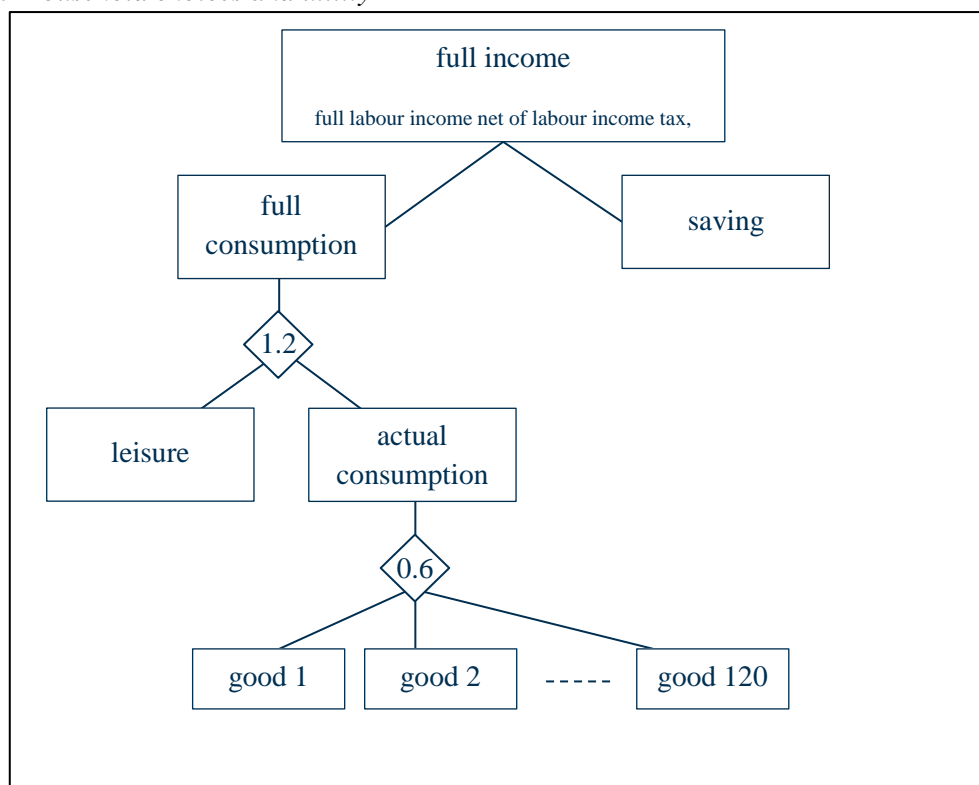 full income
full labour income net of labour income tax,
full
consumption
saving
1.2
leisure
actual
consumption
0.6
good 1
good 2
good 120